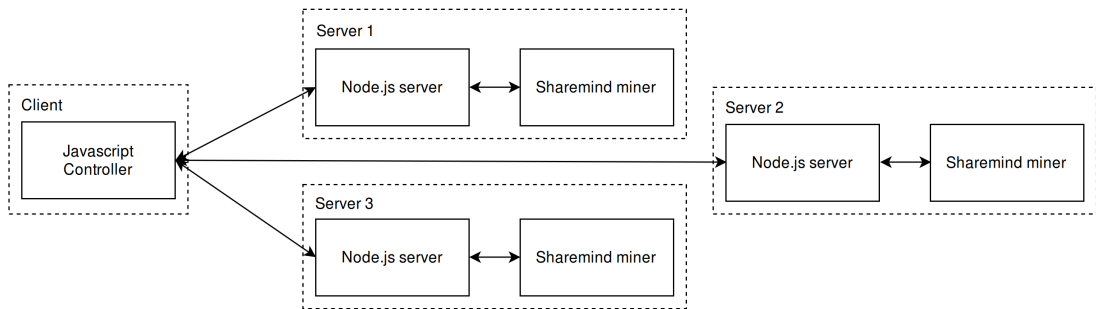 Server 1
Node.js server
Sharemind miner
Client
Javascript
Controller
Server 2
Node.js server
Sharemind miner
Server 3
Node.js server
Sharemind miner